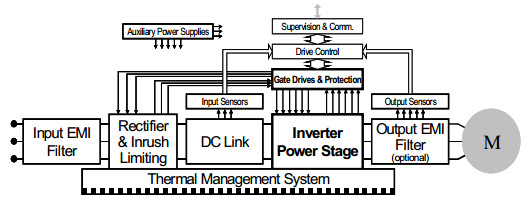 Supervision & Comm.
Auxiliary Power Supplies
Drive Control
Gate Drives & Protection
Input Sensors
Output Sensors
Input EMI
Filter
Rectifier
& Inrush
Limiting
DC Link
Inverter
Power Stage
Output EMI
Filter
(optional)
M
Thermal Management System